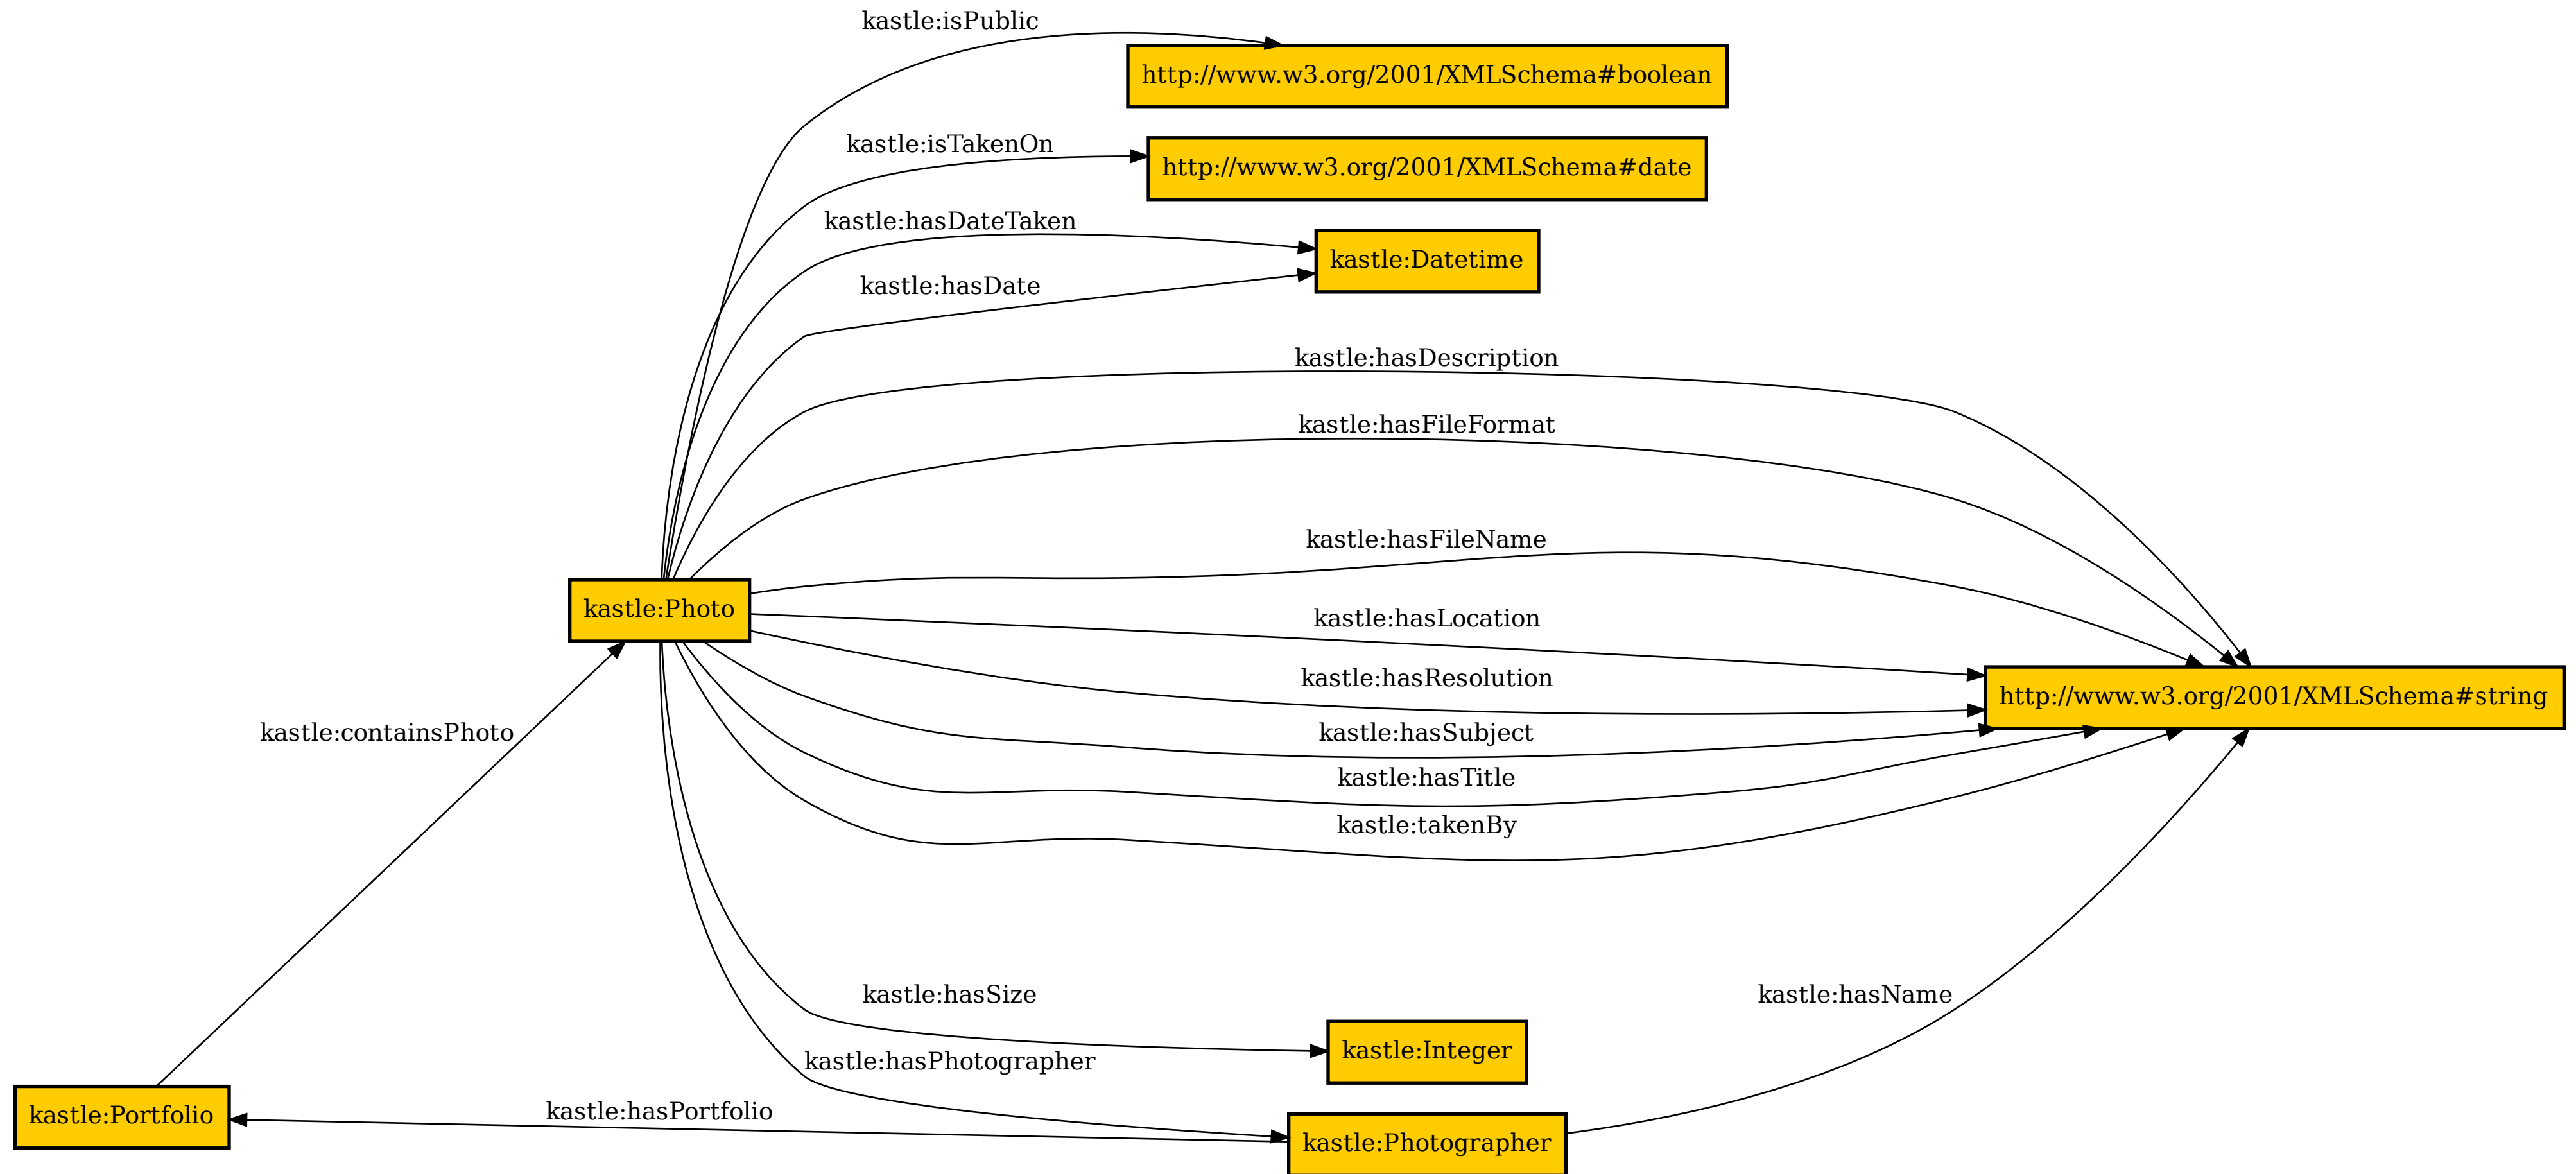 kastle:isPublic
http://www.w3.org/2001/XMLSchema#boolean
kastle:isTakenOn
http://www.w3.org/2001/XMLSchema#date
kastle:hasDateTaken
kastle:Datetime
kastle:hasDate
kastle:hasDescription
kastle:hasFileFormat
kastle:hasFileName
kastle:Photo
kastle:hasLocation
kastle:hasResolution
http://www.w3.org/2001/XMLSchema#string
kastle:containsPhoto
kastle:hasSubject
kastle:hasTitle
kastle:takenBy
kastle:hasSize
kastle:hasName
kastle:Integer
kastle:hasPhotographer
kastle:Portfolio
kastle:hasPortfolio
kastle:Photographer